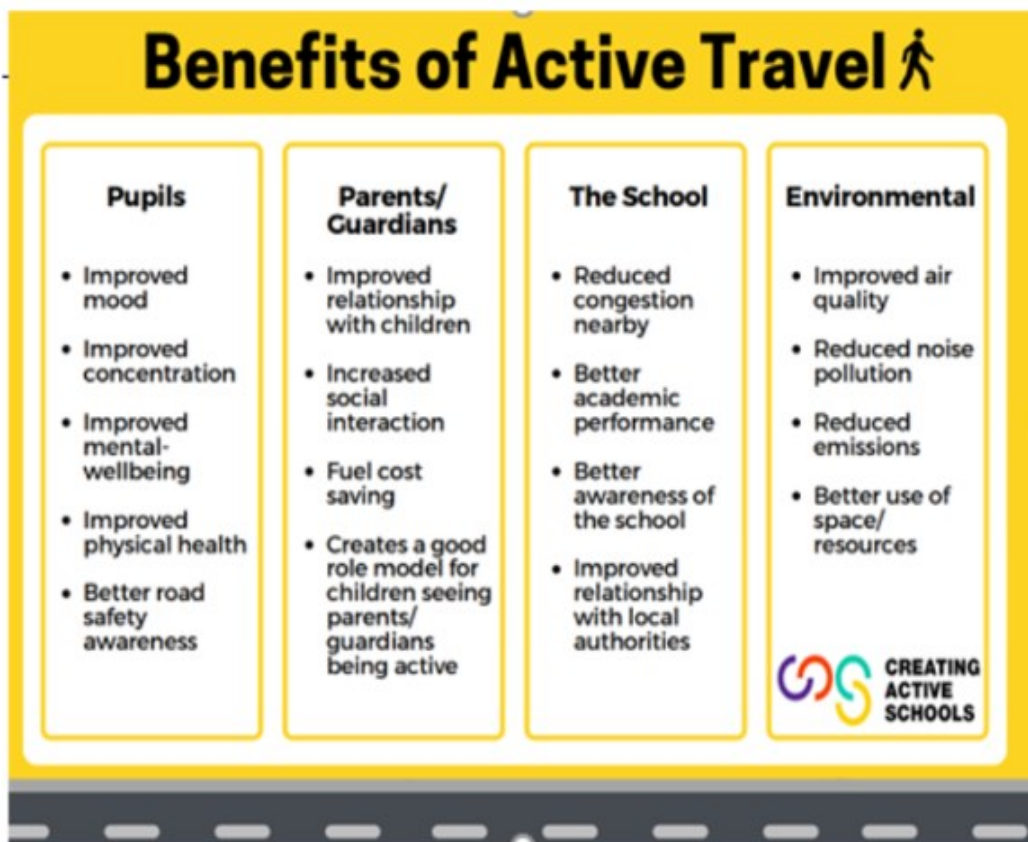 Benefits of Active Travel
Pupils
• Improved
mood
• Improved
concentration
• Improved
mental-
wellbeing
• Improved
physical health
• Better road
safety
awareness
Parents/
Guardians
• Improved
relationship
with children
• Increased
social
interaction
• Fuel cost
saving
• Creates a good
role model for
children seeing
parents/
guardians
being active
The School
• Reduced
congestion
nearby
• Better
academic
performance
• Better
awareness of
the school
• Improved
relationship
with local
authorities
Environmental
• Improved air
quality
• Reduced noise
pollution
• Reduced
emissions
• Better use of
space/
resources
CREATING
ACTIVE
SCHOOLS